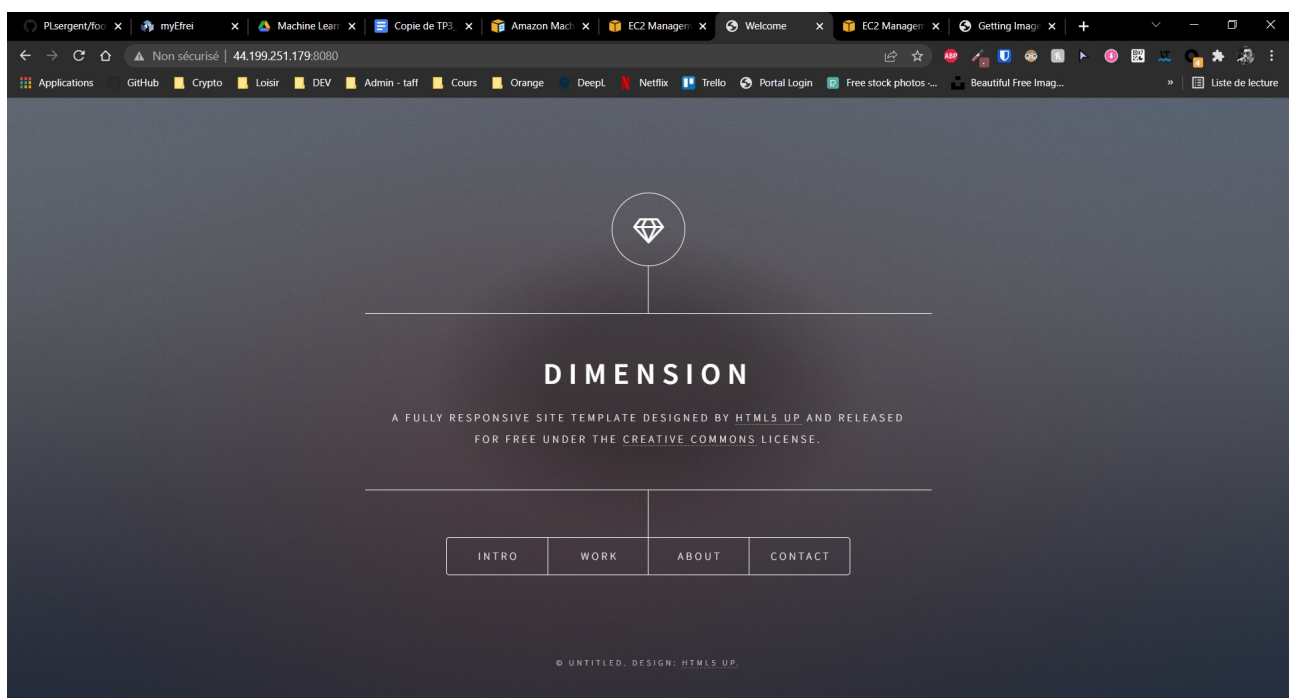 PLsergent/foo myEfrei Machine Learn Copie de TP3_ Amazon Mach EC2 Managem Welcome EC2 Managem Getting Image
Non sécurisé 44.199.251.179:8080
Applications GitHub Crypto Loisir DEV Admin - taff Cours Orange DeepL Netflix Trello Portal Login Free stock photos -... Beautiful Free Imag... » Liste de lecture
DIMENSION
A FULLY RESPONSIVE SITE TEMPLATE DESIGNED BY HTML5 UP AND RELEASED
FOR FREE UNDER THE CREATIVE COMMONS LICENSE.
INTRO WORK ABOUT CONTACT
© UNTITLED. DESIGN: HTML5 UP.